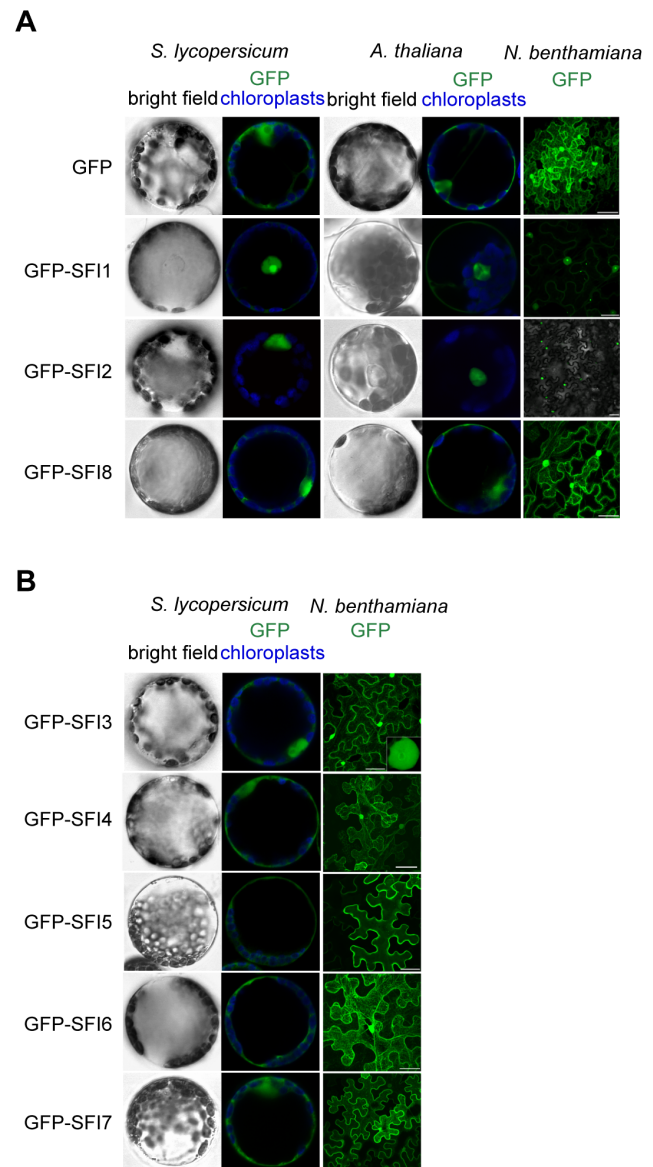 A
S. lycopersicum A. thaliana N. benthamiana
GFP GFP GFP
bright field chloroplasts bright field chloroplasts
GFP
GFP-SFI1
GFP-SFI2
GFP-SFI8
B
S. lycopersicum N. benthamiana
GFP GFP
bright field chloroplasts
GFP-SFI3
GFP-SFI4
GFP-SFI5
GFP-SFI6
GFP-SFI7